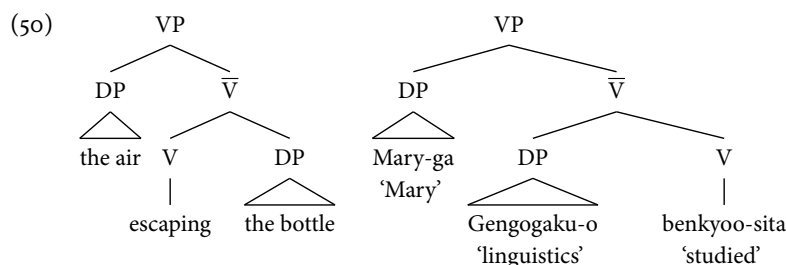 (50) VP VP
DP V̅ DP V̅
the air V DP Mary-ga DP V
‘Mary’
escaping the bottle Gengogaku-o benkyoo-sita
‘linguistics’ ‘studied’